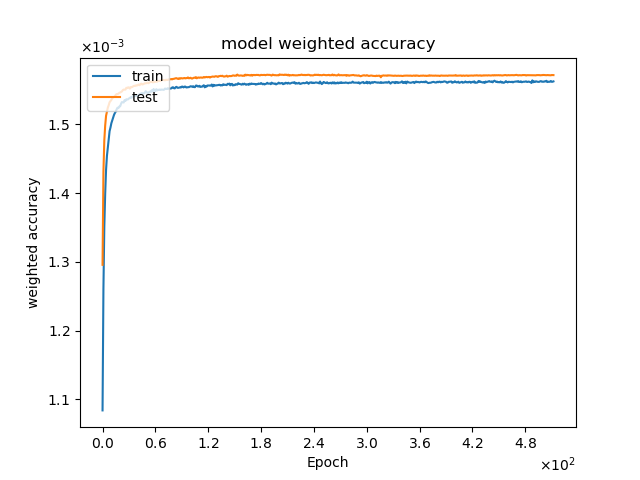 model weighted accuracy
×10⁻³
train
test
1.5
1.4
1.3
1.2
1.1
weighted accuracy
0.0 0.6 1.2 1.8 2.4 3.0 3.6 4.2 4.8
Epoch
×10²